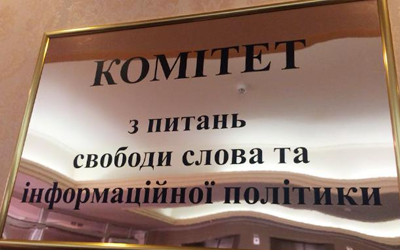 КОМІТЕТ
з питань
свободи слова та
інформаційної політики